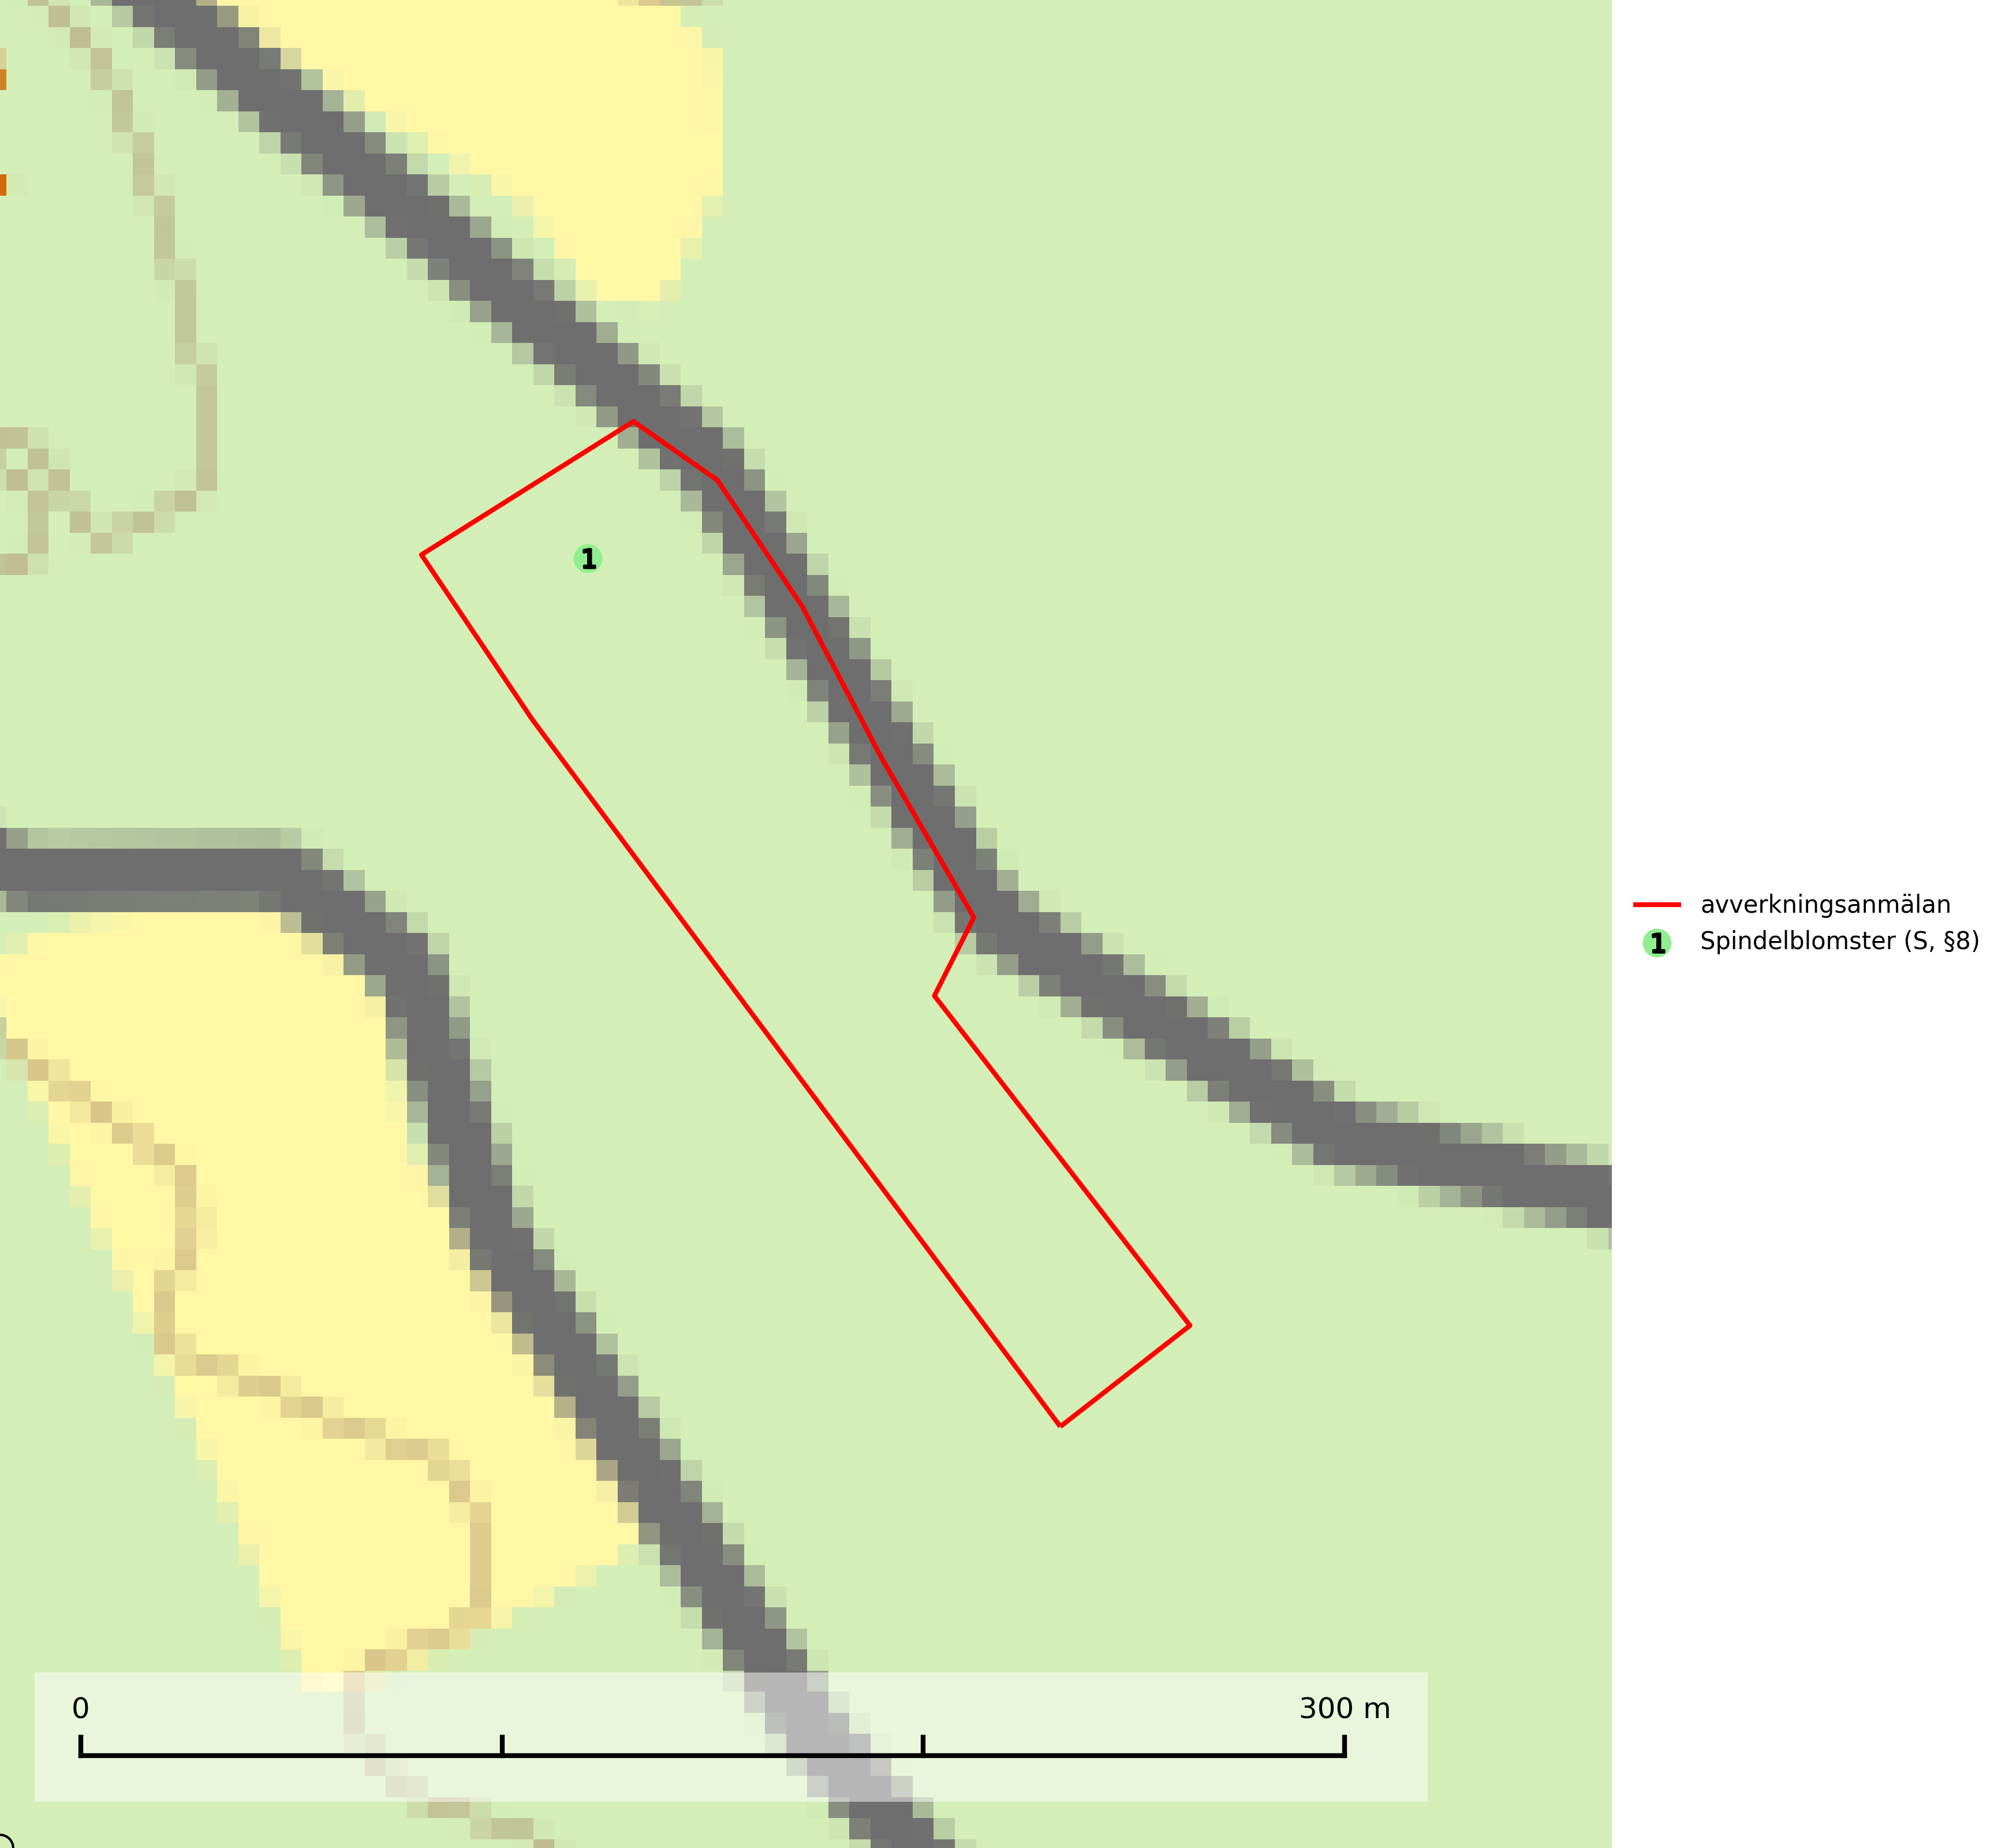 1
avverkningsanmälan
1 Spindelblomster (S, §8)
0 300 m